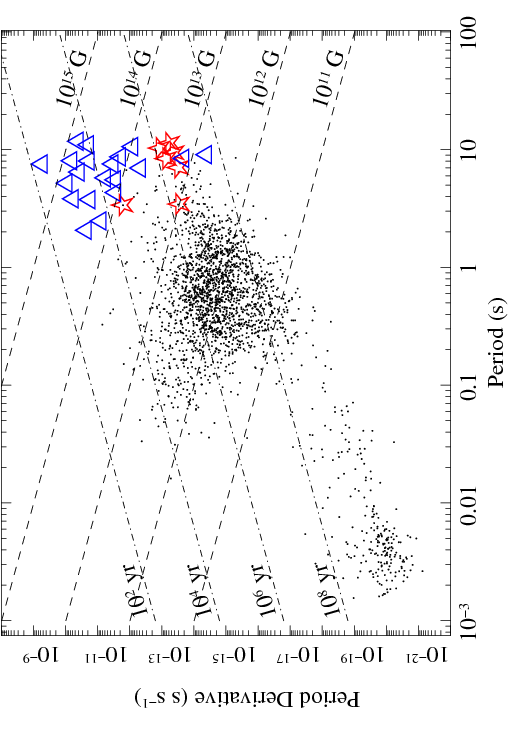 10¹⁵ G
10¹⁴ G
10¹³ G
10¹² G
10¹¹ G
10² yr
10⁴ yr
10⁶ yr
10⁸ yr
100
10
1
0.1
0.01
10⁻³
Period (s)
10⁻⁹
10⁻¹¹
10⁻¹³
10⁻¹⁵
10⁻¹⁷
10⁻¹⁹
10⁻²¹
Period Derivative (s s⁻¹)